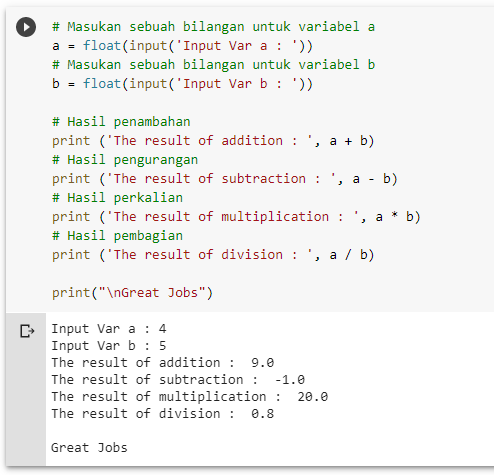 # Masukan sebuah bilangan untuk variabel a
a = float(input('Input Var a : '))
# Masukan sebuah bilangan untuk variabel b
b = float(input('Input Var b : '))

# Hasil penambahan
print ('The result of addition : ', a + b)
# Hasil pengurangan
print ('The result of subtraction : ', a - b)
# Hasil perkalian
print ('The result of multiplication : ', a * b)
# Hasil pembagian
print ('The result of division : ', a / b)

print("\nGreat Jobs")

Input Var a : 4
Input Var b : 5
The result of addition :  9.0
The result of subtraction :  -1.0
The result of multiplication :  20.0
The result of division :  0.8

Great Jobs